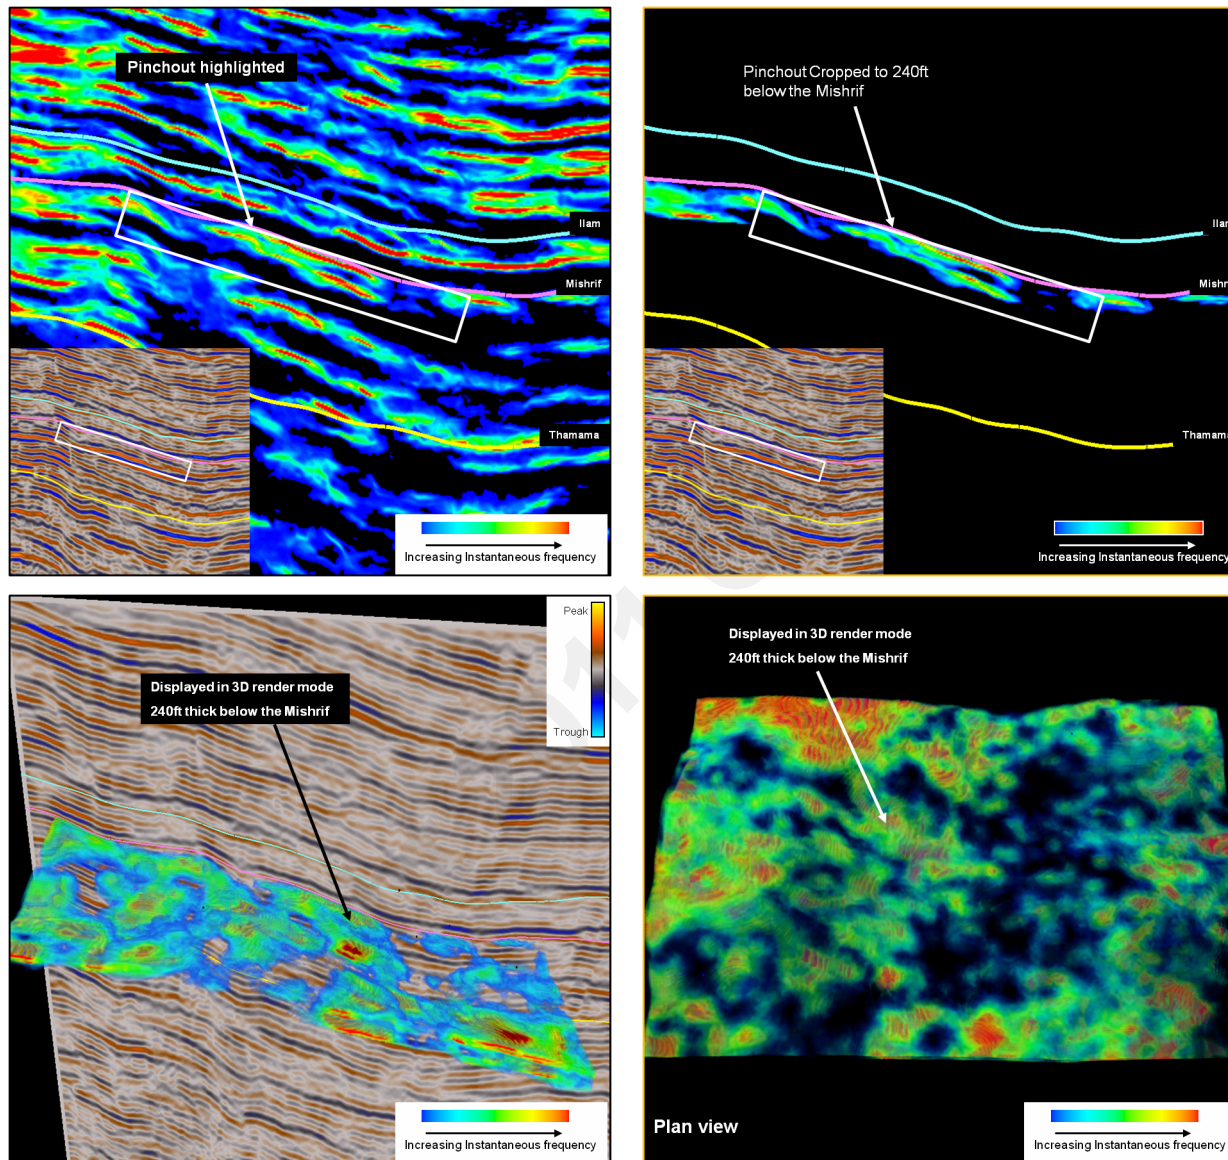 Pinchout highlighted
Ilam
Mishrif
Thamama
Increasing Instantaneous frequency
Pinchout Cropped to 240ft
below the Mishrif
Ilam
Mishri
Thamama
Increasing Instantaneous frequency
Peak
Trough
Displayed in 3D render mode
240ft thick below the Mishrif
Increasing Instantaneous frequency
Displayed in 3D render mode
240ft thick below the Mishrif
Plan view
Increasing Instantaneous frequency